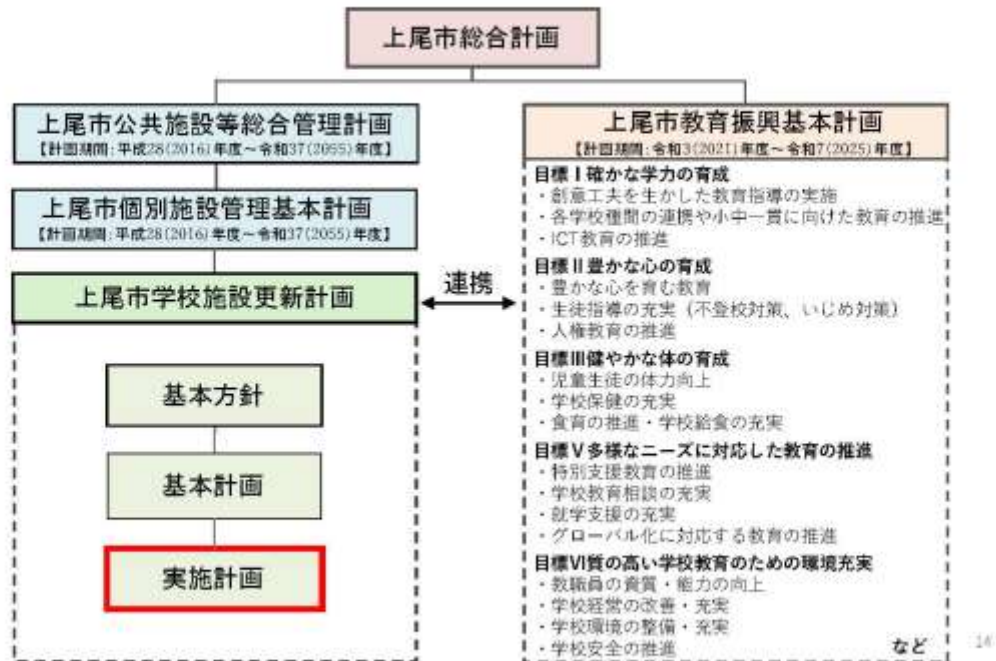 上尾市総合計画
上尾市公共施設等総合管理計画
【計画期間:平成28(2016)年度～令和37(2055)年度】
上尾市個別施設管理基本計画
【計画期間:平成28(2016)年度～令和37(2055)年度】
上尾市学校施設更新計画
基本方針
基本計画
実施計画
連携
上尾市教育振興基本計画
【計画期間:令和3(2021)年度～令和7(2025)年度】
目標Ⅰ確かな学力の育成
・創意工夫を生かした教育指導の実施
・各学校種間の連携や小中一貫に向けた教育の推進
・ICT教育の推進
目標Ⅱ豊かな心の育成
・豊かな心を育む教育
・生徒指導の充実（不登校対策、いじめ対策）
・人権教育の推進
目標Ⅲ健やかな体の育成
・児童生徒の体力向上
・学校保健の充実
・食育の推進・学校給食の充実
目標Ⅴ多様なニーズに対応した教育の推進
・特別支援教育の推進
・学校教育相談の充実
・就学支援の充実
・グローバル化に対応する教育の推進
目標Ⅵ質の高い学校教育のための環境充実
・教職員の資質・能力の向上
・学校経営の改善・充実
・学校環境の整備・充実
・学校安全の推進
など
14